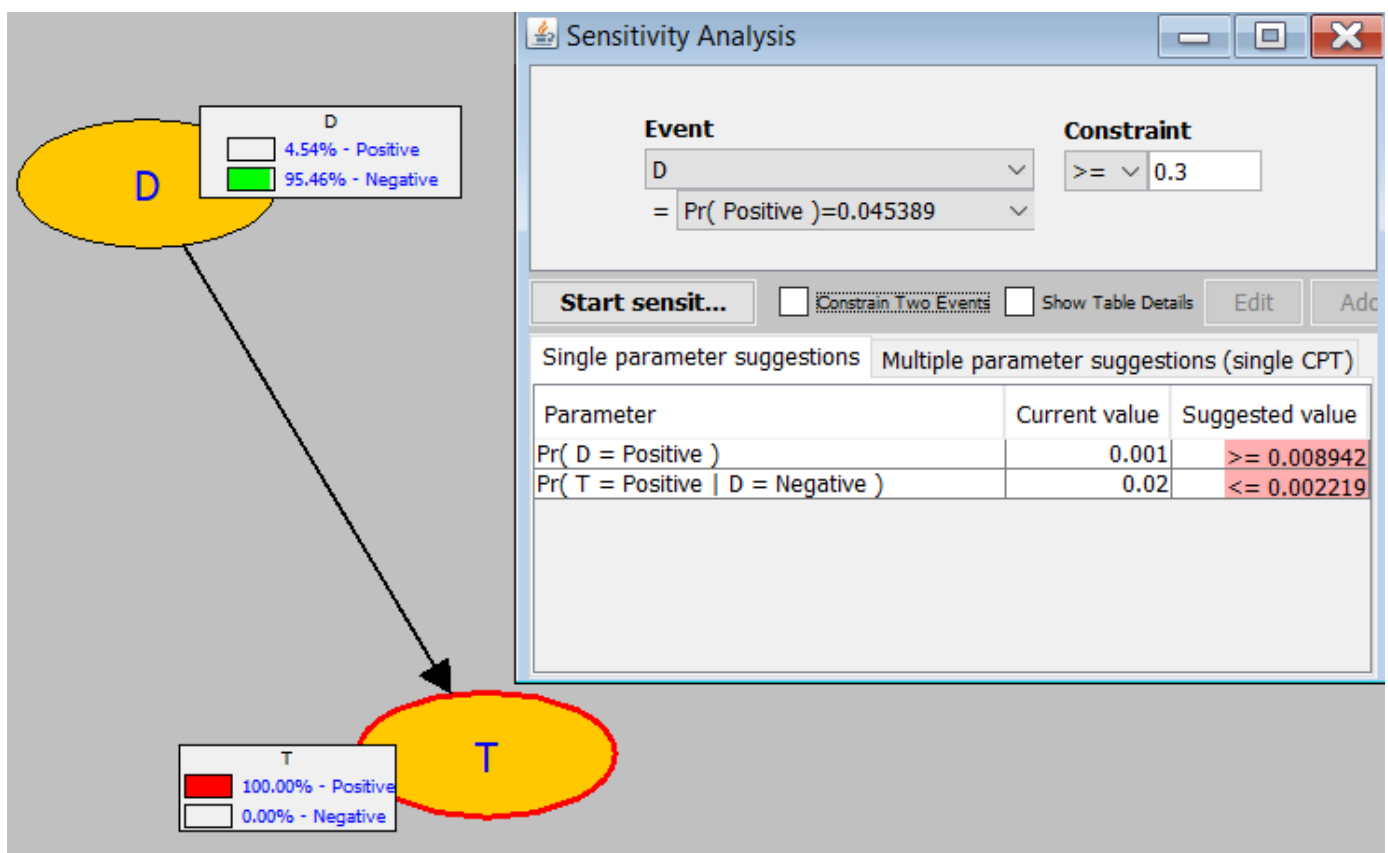 D
4.54% - Positive
95.46% - Negative
D
T
100.00% - Positive
0.00% - Negative
T
Sensitivity Analysis
Event
Constraint
D
>=
0.3
= Pr( Positive )=0.045389
Start sensit...
Constrain Two Events
Show Table Details
Edit
Adc
Single parameter suggestions
Multiple parameter suggestions (single CPT)
Parameter Current value Suggested value
Pr( D = Positive ) 0.001 >= 0.008942
Pr( T = Positive | D = Negative ) 0.02 <= 0.002219